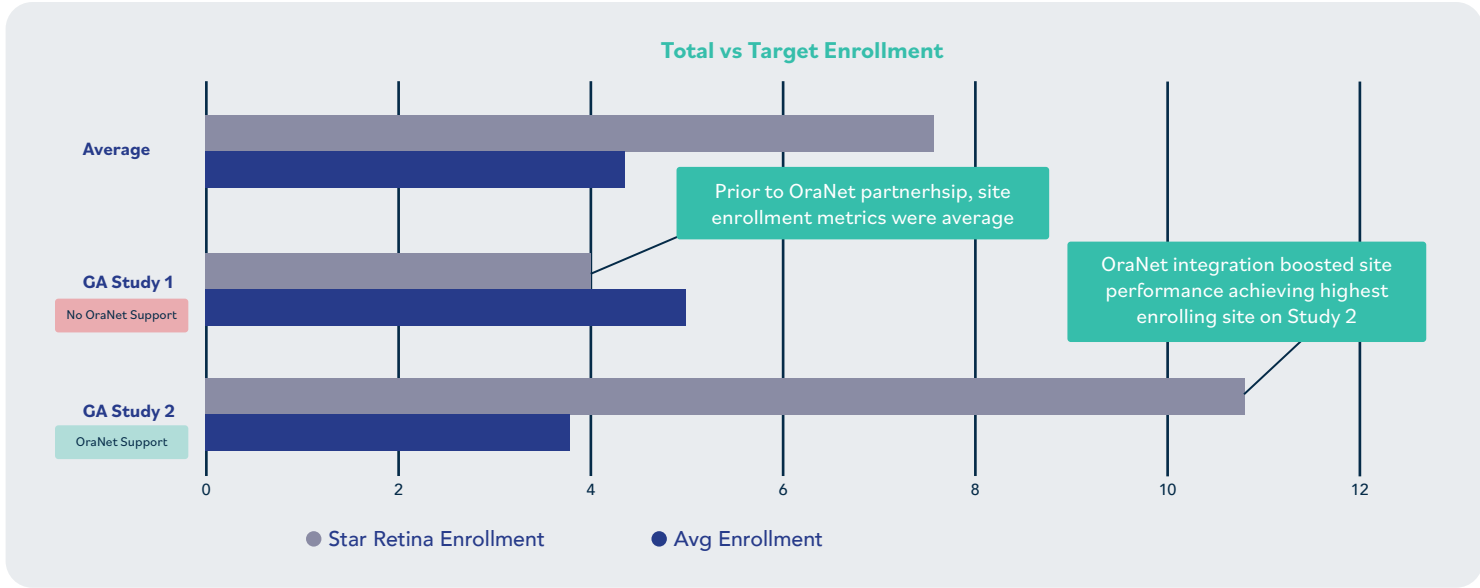 Total vs Target Enrollment
Average
Prior to OraNet partnerhsip, site
enrollment metrics were average
GA Study 1
No OraNet Support
OraNet integration boosted site
performance achieving highest
enrolling site on Study 2
GA Study 2
OraNet Support
0 2 4 6 8 10 12
Star Retina Enrollment
Avg Enrollment